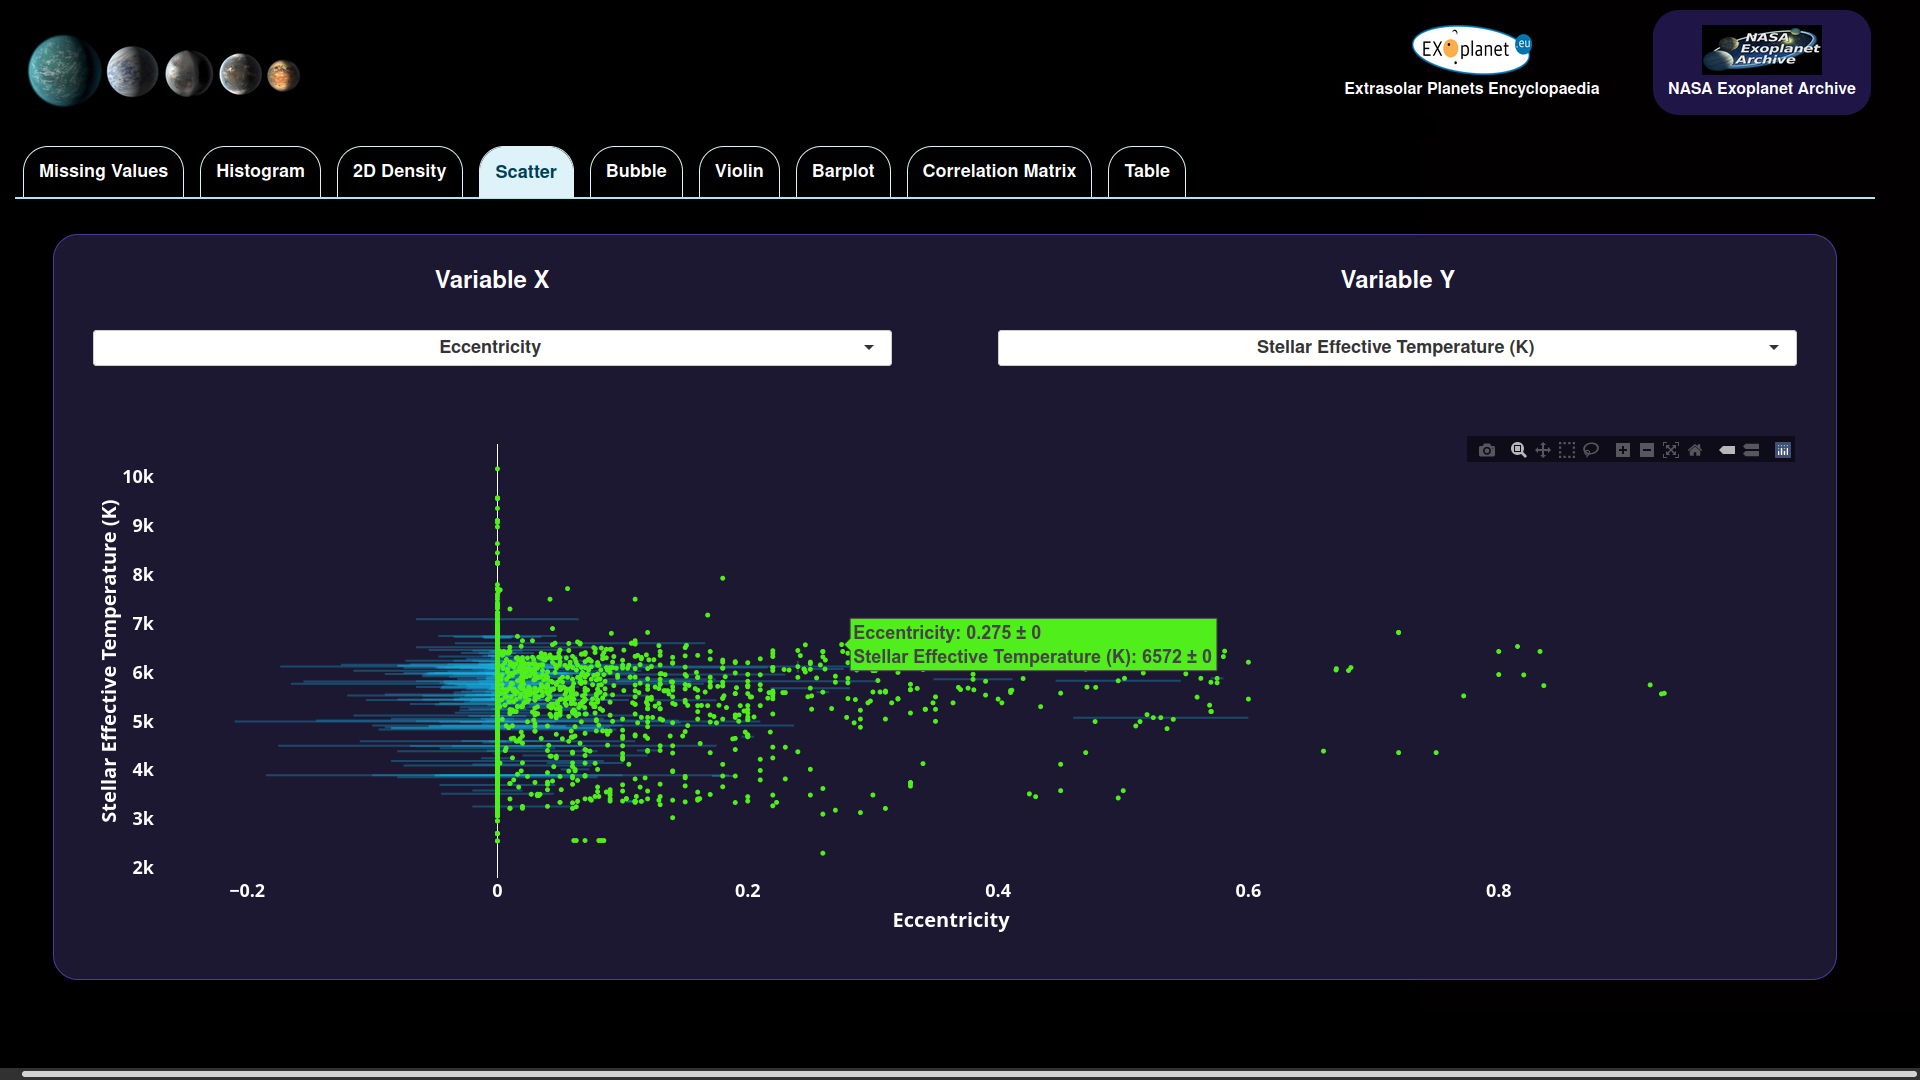 EXoplanet .eu
Extrasolar Planets Encyclopaedia
NASA
Exoplanet
Archive
NASA Exoplanet Archive
Missing Values
Histogram
2D Density
Scatter
Bubble
Violin
Barplot
Correlation Matrix
Table
Variable X
Variable Y
Eccentricity
Stellar Effective Temperature (K)
10k
9k
8k
7k
6k
5k
4k
3k
2k
Stellar Effective Temperature (K)
Eccentricity: 0.275 ± 0
Stellar Effective Temperature (K): 6572 ± 0
−0.2
0
0.2
0.4
0.6
0.8
Eccentricity